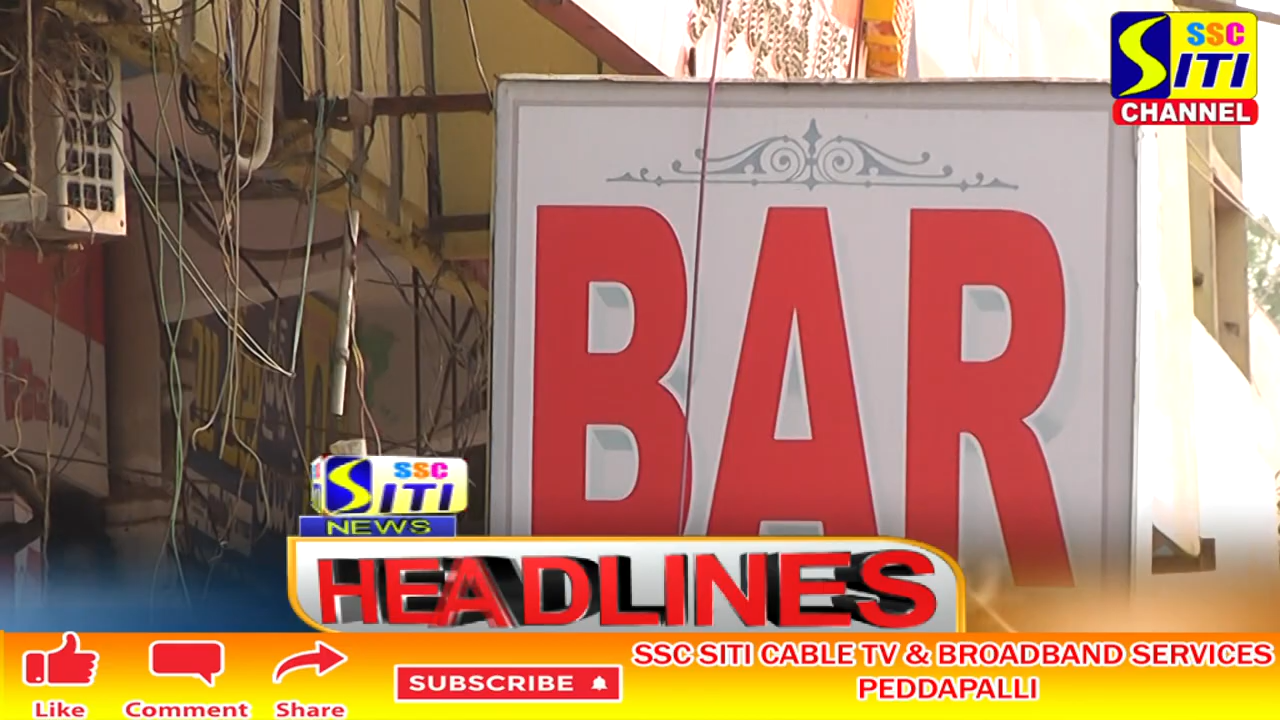 SSC
SITI
CHANNEL
BAR
SSC
SITI
NEWS
HEADLINES
Like
Comment
Share
SUBSCRIBE
SSC SITI CABLE TV & BROADBAND SERVICES
PEDDAPALLI